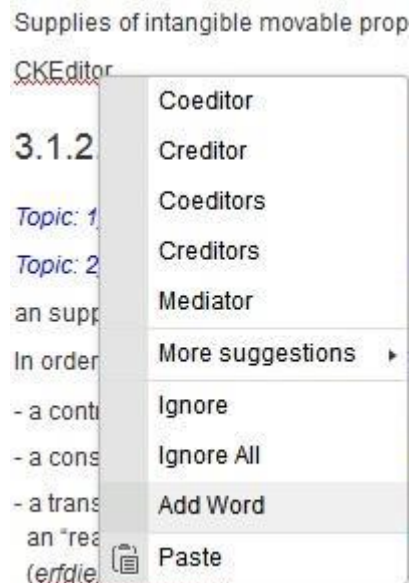 Supplies of intangible movable prop
CKEditor
Coeditor
Creditor
Coeditors
Creditors
Mediator
More suggestions
Ignore
Ignore All
Add Word
Paste
3.1.2
Topic: 1
Topic: 2
an supp
In order
- a cont
- a cons
- a trans
an "rea
(erfdie